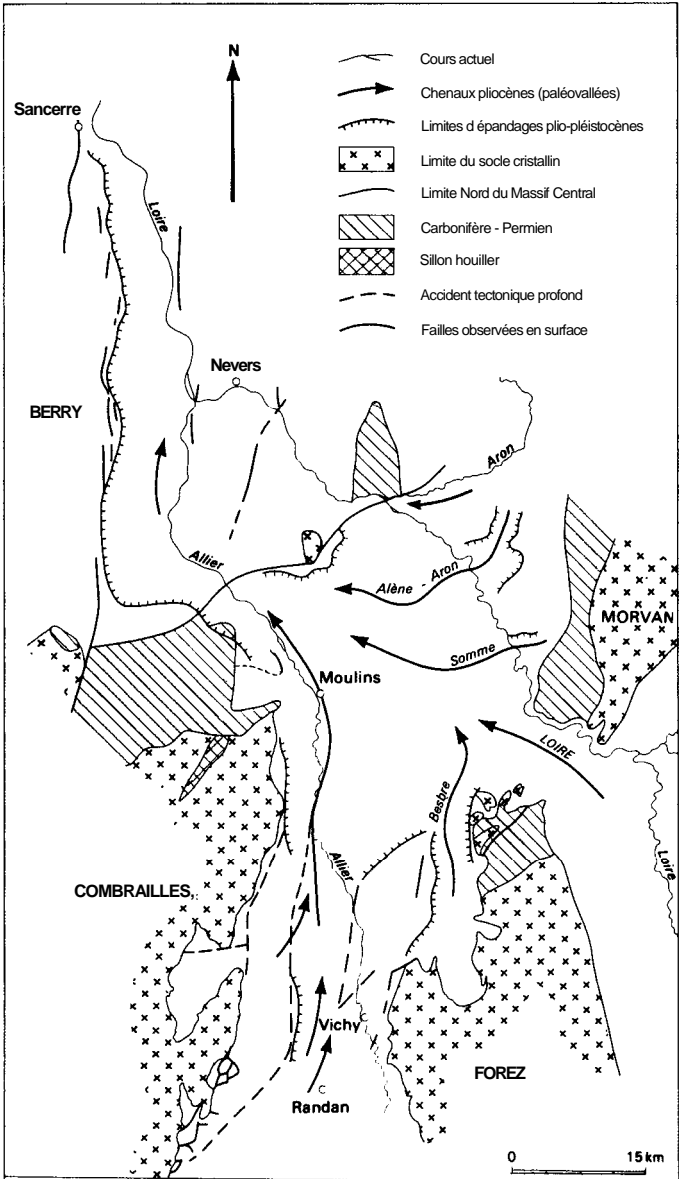 N
Sancerre
Cours actuel
Chenaux pliocènes (paléovallées)
Limites d épandages plio-pléistocènes
Limite du socle cristallin
Limite Nord du Massif Central
Carbonifère - Permien
Sillon houiller
Accident tectonique profond
Failles observées en surface
Loire
Nevers
BERRY
Aron
Allier
Alène - Aron
MORVAN
Somme
Moulins
LOIRE
Besbre
Allier
Loire
COMBRAILLES,
Vichy
FOREZ
Randan
0 15 km